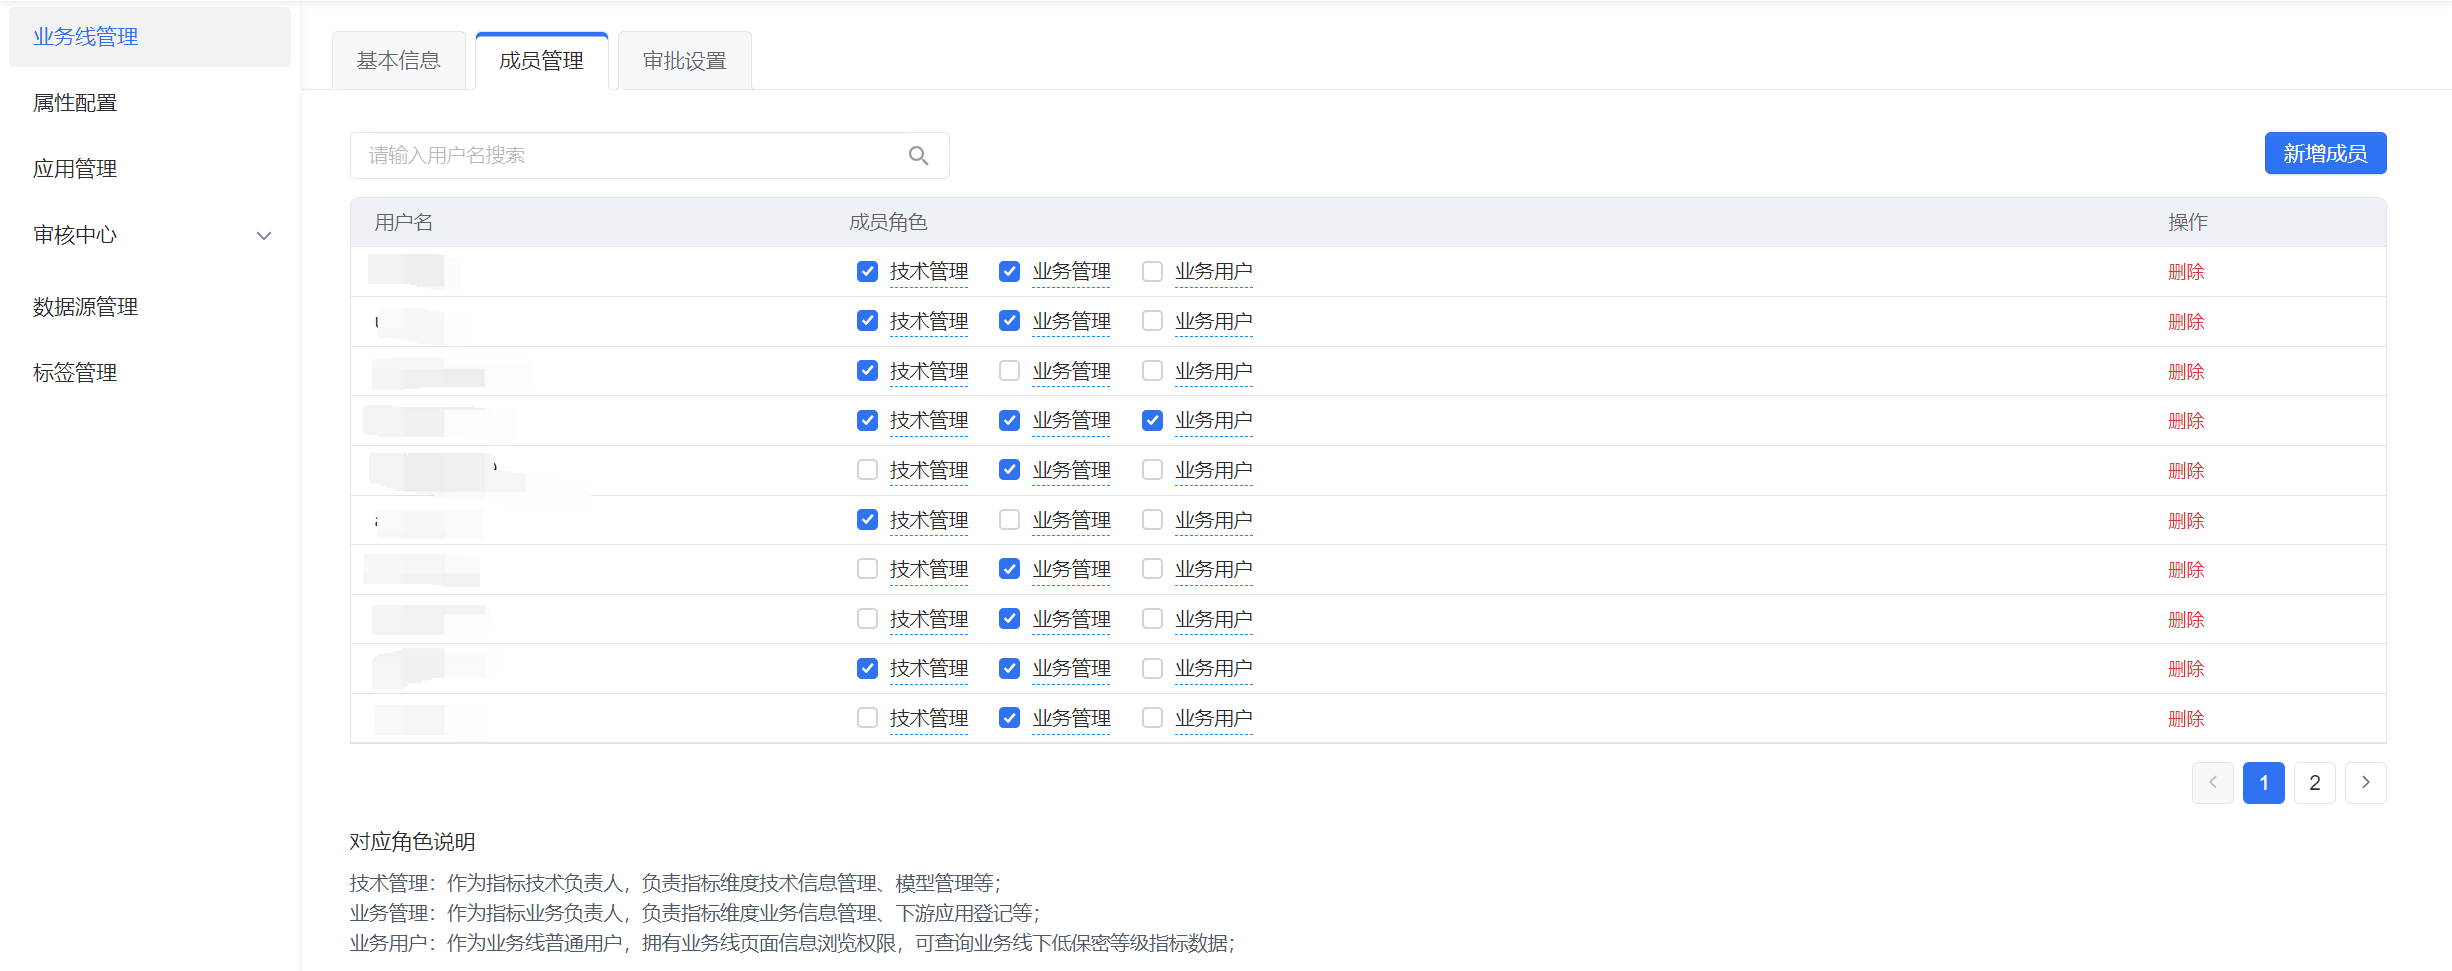 业务线管理
属性配置
应用管理
审核中心
数据源管理
标签管理
基本信息 成员管理 审批设置
请输入用户名搜索
新增成员
用户名 成员角色 操作
技术管理 业务管理 业务用户 删除
技术管理 业务管理 业务用户 删除
技术管理 业务管理 业务用户 删除
技术管理 业务管理 业务用户 删除
技术管理 业务管理 业务用户 删除
技术管理 业务管理 业务用户 删除
技术管理 业务管理 业务用户 删除
技术管理 业务管理 业务用户 删除
技术管理 业务管理 业务用户 删除
技术管理 业务管理 业务用户 删除
1 2
对应角色说明
技术管理：作为指标技术负责人，负责指标维度技术信息管理、模型管理等；
业务管理：作为指标业务负责人，负责指标维度业务信息管理、下游应用登记等；
业务用户：作为业务线普通用户，拥有业务线页面信息浏览权限，可查询业务线下低保密等级指标数据；